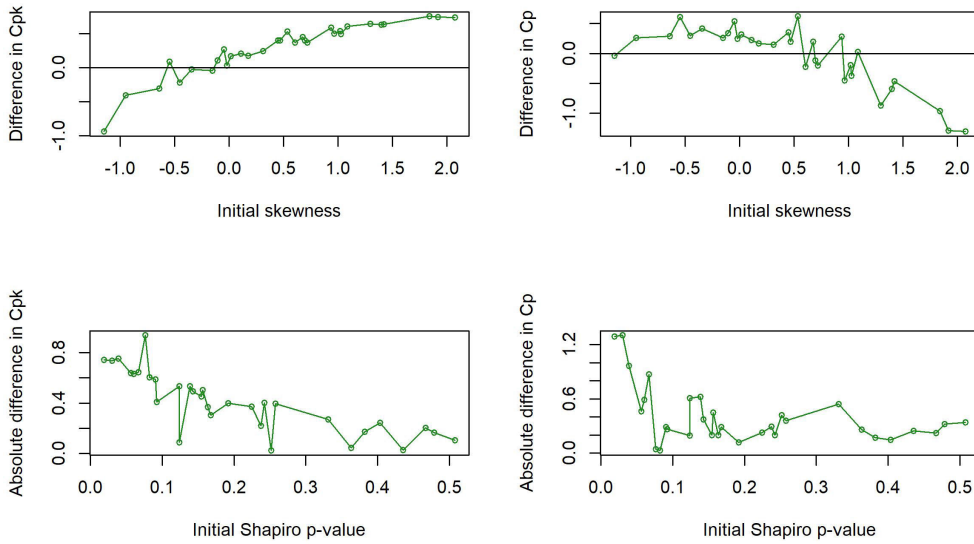 Difference in Cpk
0.0
-1.0
-1.0 -0.5 0.0 0.5 1.0 1.5 2.0
Initial skewness
Difference in Cp
0.0
-1.0
-1.0 -0.5 0.0 0.5 1.0 1.5 2.0
Initial skewness
Absolute difference in Cpk
0.8
0.4
0.0
0.0 0.1 0.2 0.3 0.4 0.5
Initial Shapiro p-value
Absolute difference in Cp
1.2
0.6
0.0
0.0 0.1 0.2 0.3 0.4 0.5
Initial Shapiro p-value